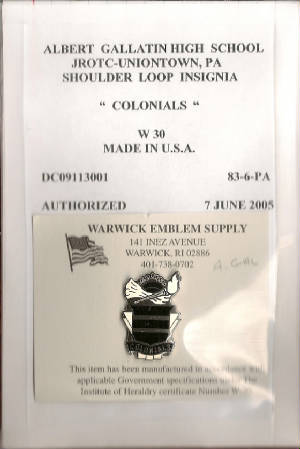 ALBERT GALLATIN HIGH SCHOOL
JROTC-UNIONTOWN, PA
SHOULDER LOOP INSIGNIA
“ COLONIALS “
W 30
MADE IN U.S.A.
DC09113001 83-6-PA
AUTHORIZED 7 JUNE 2005
WARWICK EMBLEM SUPPLY
141 INEZ AVENUE
WARWICK, RI 02886
401-738-0702
A. GAL
COLONIALS
This item has been manufactured in accordance with
applicable Government specifications under The
Institute of Heraldry certificate Number W-30